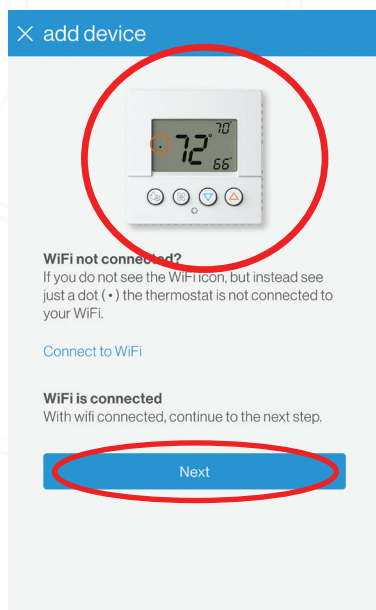 × add device
70°
72°
66°
WiFi not connected?
If you do not see the WiFi icon, but instead see
just a dot (•) the thermostat is not connected to
your WiFi.
Connect to WiFi
WiFi is connected
With wifi connected, continue to the next step.
Next